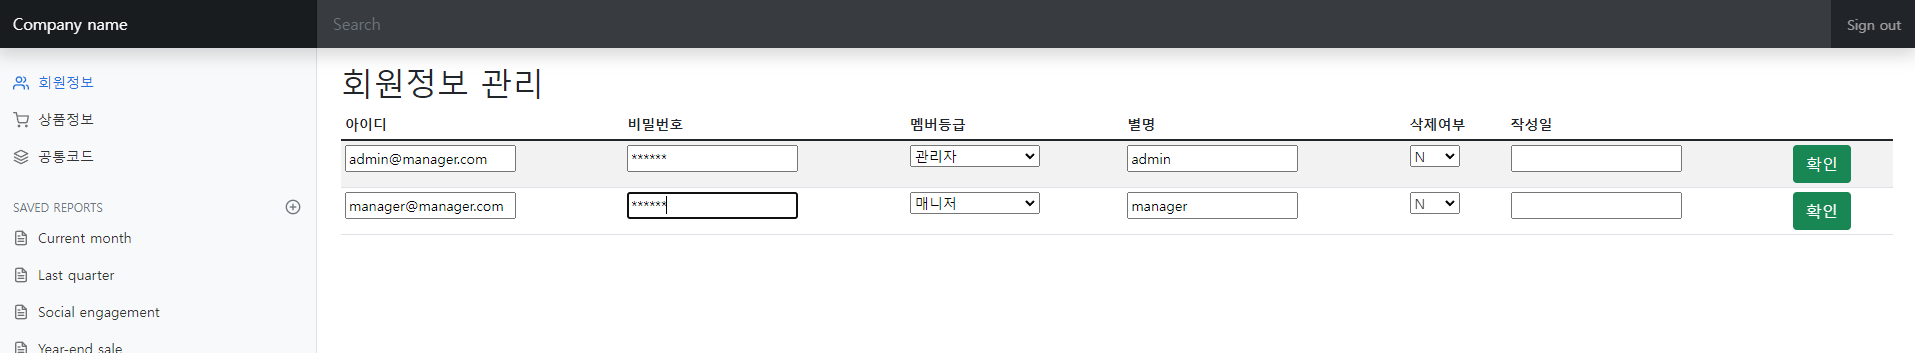 Company name Search Sign out
회원정보
상품정보
공통코드
SAVED REPORTS
Current month
Last quarter
Social engagement
Year-end sale
회원정보 관리
아이디 비밀번호 멤버등급 별명 삭제여부 작성일
admin@manager.com ****** 관리자 admin N 확인
manager@manager.com ****** 매니저 manager N 확인